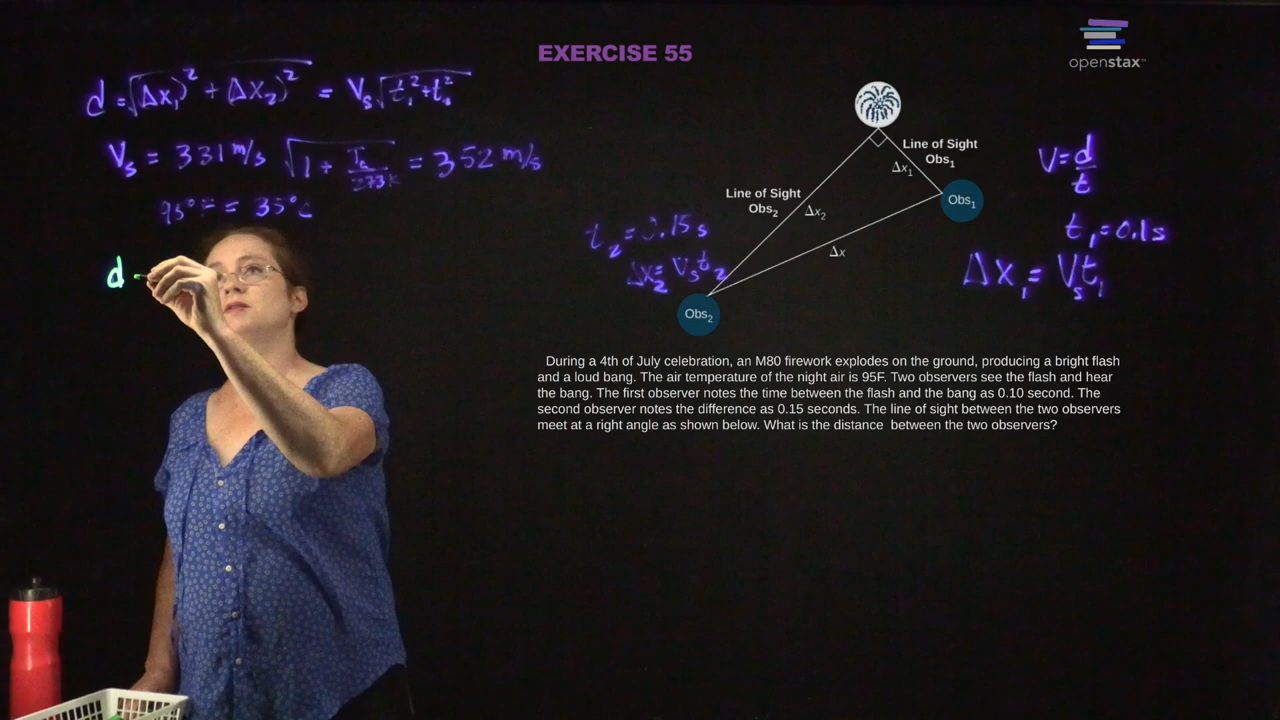 EXERCISE 55
openstax™
d = √(Δx₁)² + Δx₂)² = Vₛ√t₁² + t₂²
Vₛ = 331 m/s √1 + T꜀/273K = 352 m/s
95°F = 35°C
d =
Line of Sight
Obs₁
Δx₁
Line of Sight
Obs₂
Δx₂
Obs₁
Δx
Obs₂
t₂ = 0.15 s
Δx₂ = Vₛt₂
V = d/t
t₁ = 0.1s
Δx₁ = Vₛt₁
During a 4th of July celebration, an M80 firework explodes on the ground, producing a bright flash
and a loud bang. The air temperature of the night air is 95F. Two observers see the flash and hear
the bang. The first observer notes the time between the flash and the bang as 0.10 second. The
second observer notes the difference as 0.15 seconds. The line of sight between the two observers
meet at a right angle as shown below. What is the distance between the two observers?